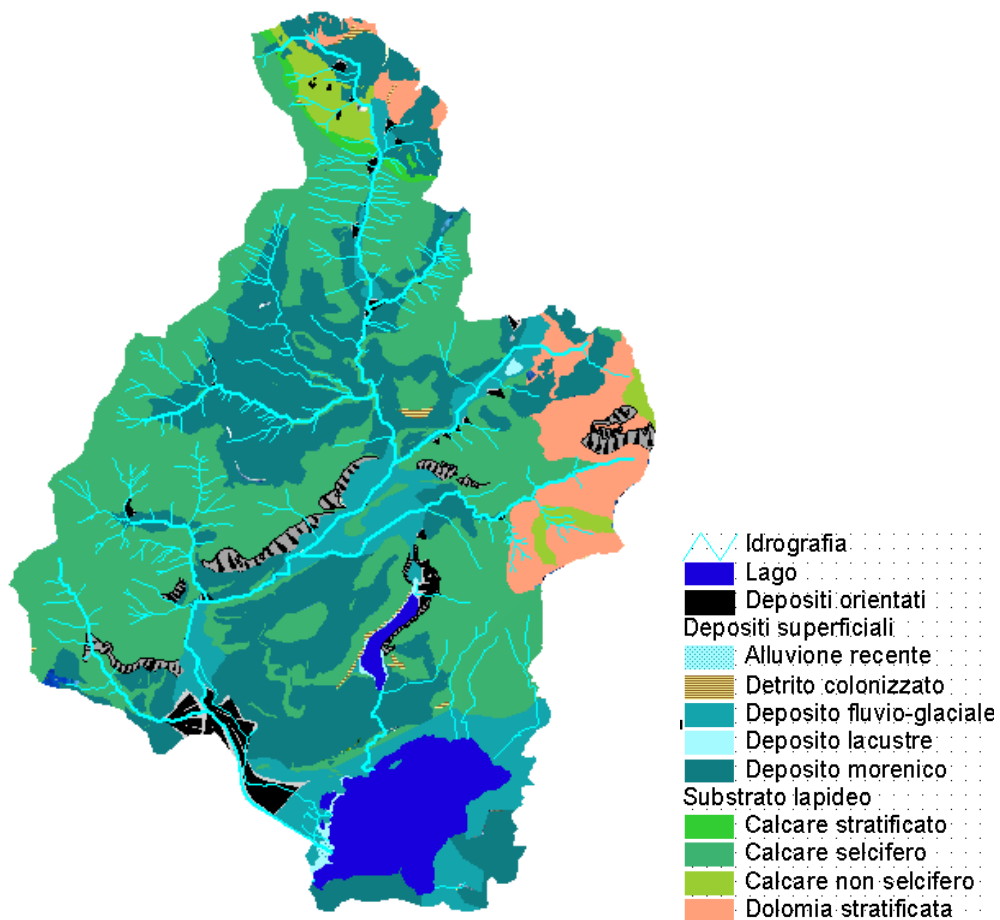 Idrografia
Lago
Depositi orientati
Depositi superficiali
Alluvione recente
Detrito colonizzato
Deposito fluvio-glaciale
Deposito lacustre
Deposito morenico
Substrato lapideo
Calcare stratificato
Calcare selcifero
Calcare non selcifero
Dolomia stratificata